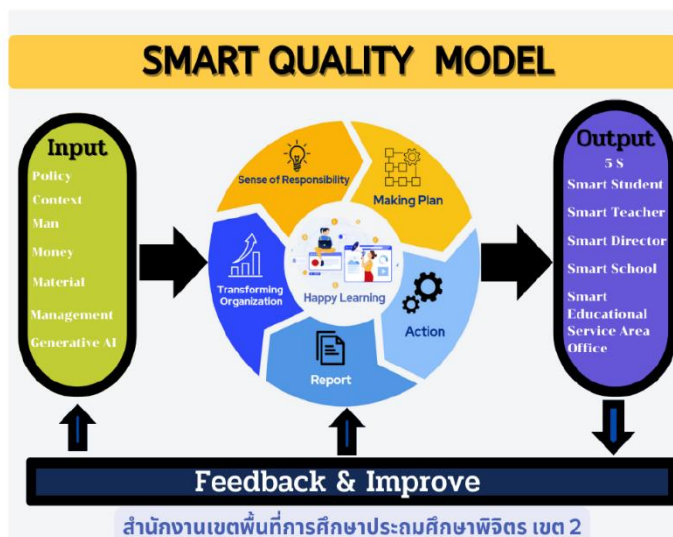 SMART QUALITY MODEL
Input
Policy
Context
Man
Money
Material
Management
Generative AI
Sense of Responsibility
Making Plan
Transforming
Organization
Happy Learning
Action
Report
Output
5 S
Smart Student
Smart Teacher
Smart Director
Smart School
Smart
Educational
Service Area
Office
Feedback & Improve
สำนักงานเขตพื้นที่การศึกษาประถมศึกษาพิจิตร เขต 2